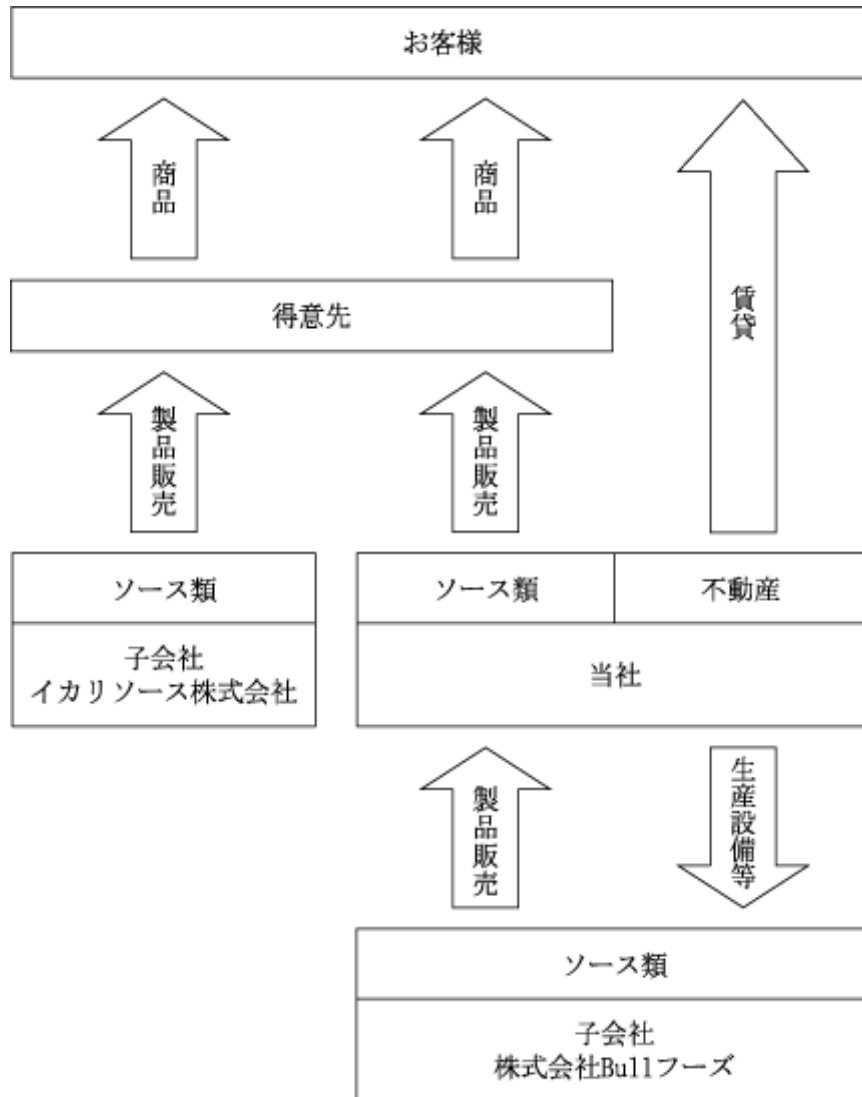 お客様
商品
商品
賃貸
得意先
製品販売
製品販売
ソース類
ソース類
不動産
子会社
イカリソース株式会社
当社
製品販売
生産設備等
ソース類
子会社
株式会社Bullフーズ